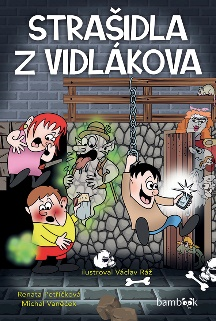 STRAŠIDLA
Z VIDLÁKOVA
Ilustroval Václav Ráž
Renata Petříčková
Michal Vaněček
bambook